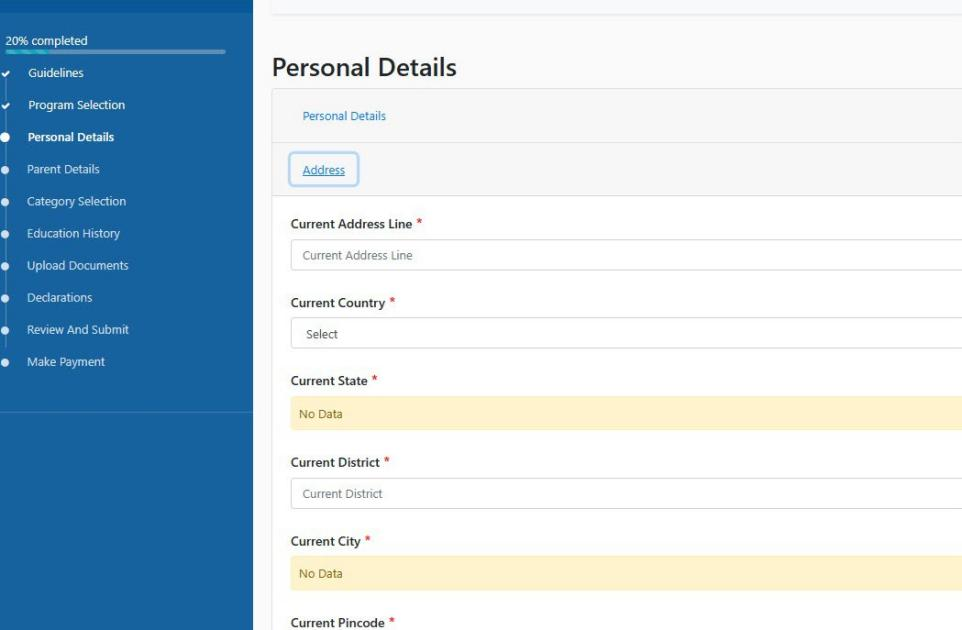 20% completed
Guidelines
Program Selection
Personal Details
Parent Details
Category Selection
Education History
Upload Documents
Declarations
Review And Submit
Make Payment
Personal Details
Personal Details
Address
Current Address Line *
Current Address Line
Current Country *
Select
Current State *
No Data
Current District *
Current District
Current City *
No Data
Current Pincode *